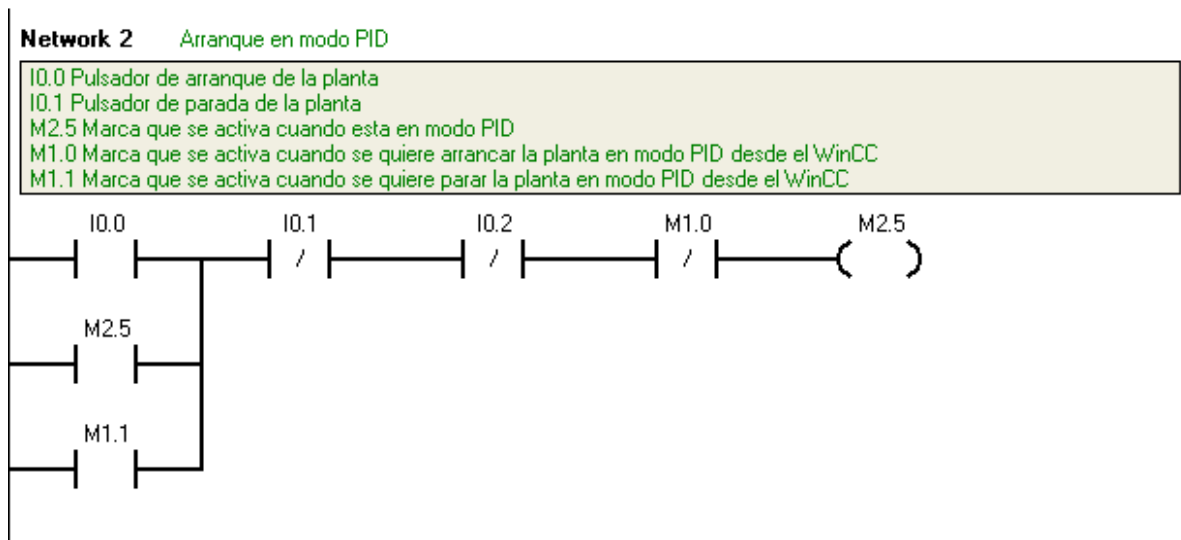 Network 2 Arranque en modo PID
I0.0 Pulsador de arranque de la planta
I0.1 Pulsador de parada de la planta
M2.5 Marca que se activa cuando esta en modo PID
M1.0 Marca que se activa cuando se quiere arrancar la planta en modo PID desde el WinCC
M1.1 Marca que se activa cuando se quiere parar la planta en modo PID desde el WinCC
I0.0 I0.1 I0.2 M1.0 M2.5
/ / /
M2.5
M1.1